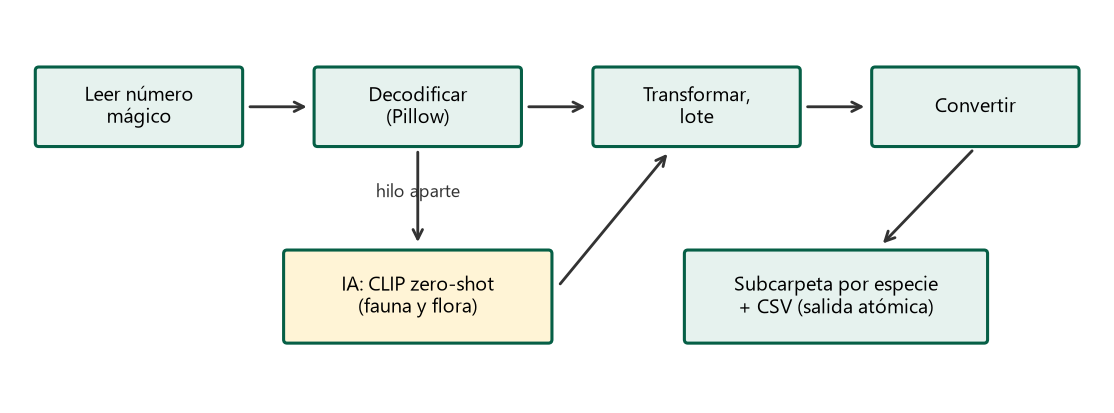 Leer número
mágico
Decodificar
(Pillow)
Transformar,
lote
Convertir
hilo aparte
IA: CLIP zero-shot
(fauna y flora)
Subcarpeta por especie
+ CSV (salida atómica)